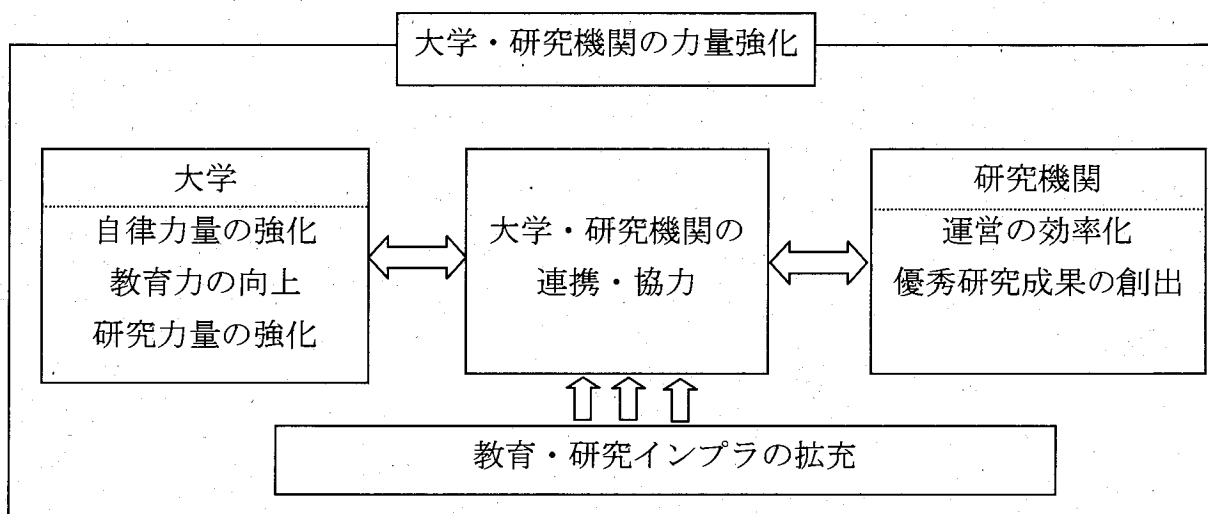 大学・研究機関の力量強化
大学
自律力量の強化
教育力の向上
研究力量の強化
大学・研究機関の
連携・協力
研究機関
運営の効率化
優秀研究成果の創出
教育・研究インプラの拡充